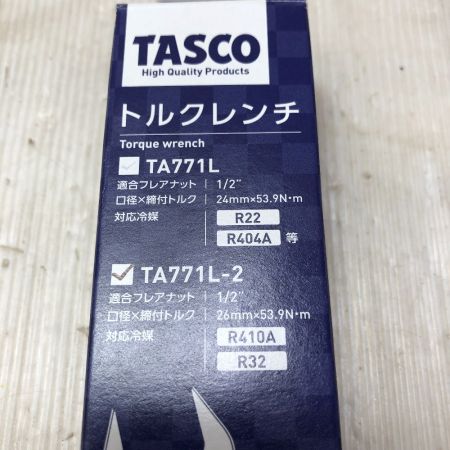 TASCO
High Quality Products
トルクレンチ
Torque wrench
TA771L
適合フレアナット 1/2"
口径×締付トルク 24mm×53.9N・m
対応冷媒 R22
R404A 等
TA771L-2
適合フレアナット 1/2"
口径×締付トルク 26mm×53.9N・m
対応冷媒 R410A
R32